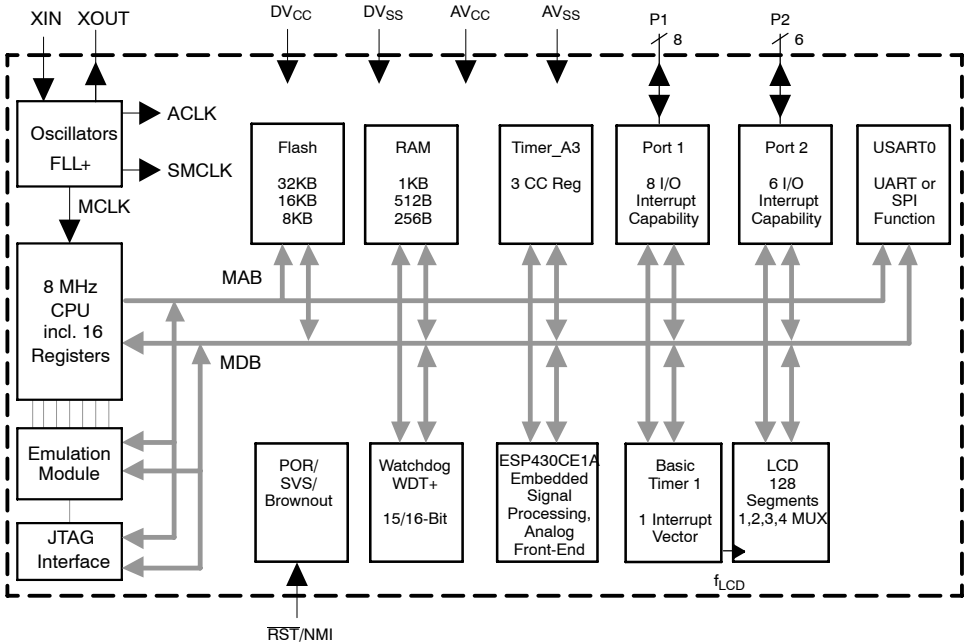 XIN XOUT DVCC DVSS AVCC AVSS P1 P2
8 6
Oscillators
FLL+
ACLK
SMCLK
MCLK
8 MHz
CPU
incl. 16
Registers
MAB
MDB
Flash
32KB
16KB
8KB
RAM
1KB
512B
256B
Timer_A3
3 CC Reg
Port 1
8 I/O
Interrupt
Capability
Port 2
6 I/O
Interrupt
Capability
USART0
UART or
SPI
Function
Emulation
Module
JTAG
Interface
POR/
SVS/
Brownout
Watchdog
WDT+
15/16-Bit
ESP430CE1A
Embedded
Signal
Processing,
Analog
Front-End
Basic
Timer 1
1 Interrupt
Vector
LCD
128
Segments
1,2,3,4 MUX
fLCD
RST/NMI